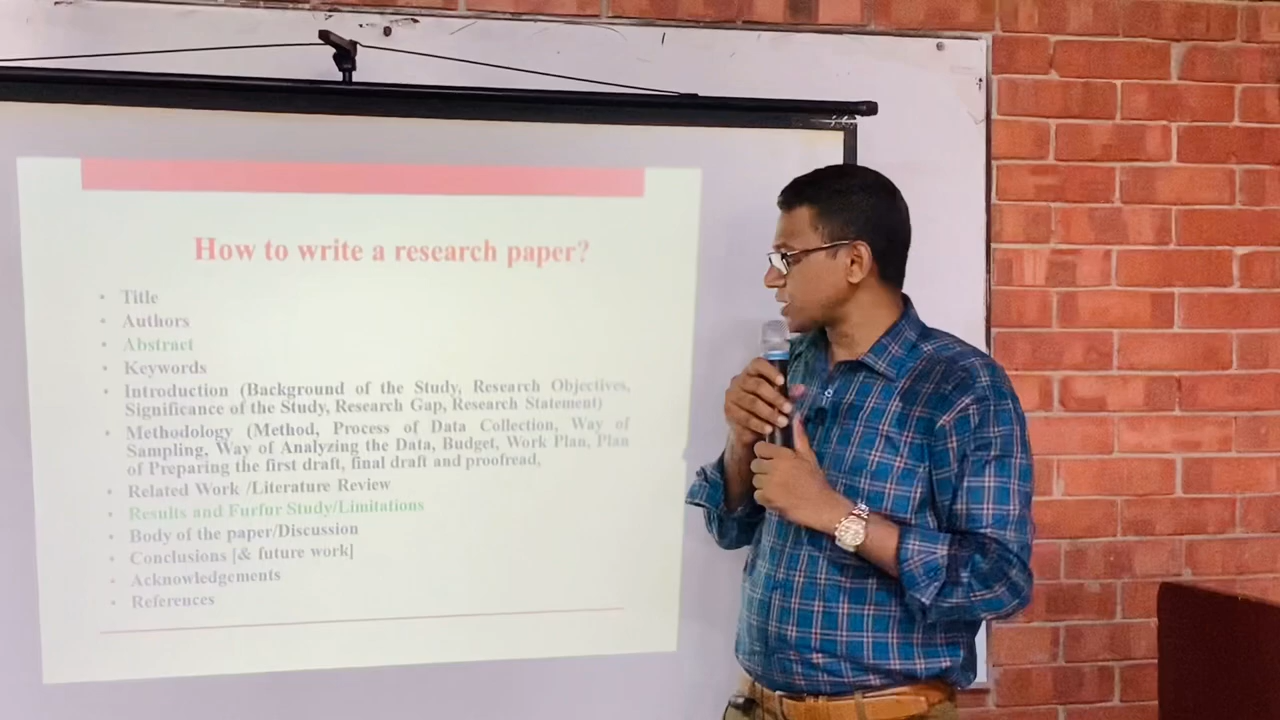 How to write a research paper?
• Title
• Authors
• Abstract
• Keywords
• Introduction (Background of the Study, Research Objectives,
Significance of the Study, Research Gap, Research Statement)
• Methodology (Method, Process of Data Collection, Way of
Sampling, Way of Analyzing the Data, Budget, Work Plan, Plan
of Preparing the first draft, final draft and proofread,
• Related Work /Literature Review
• Results and Furfur Study/Limitations
• Body of the paper/Discussion
• Conclusions [& future work]
• Acknowledgements
• References